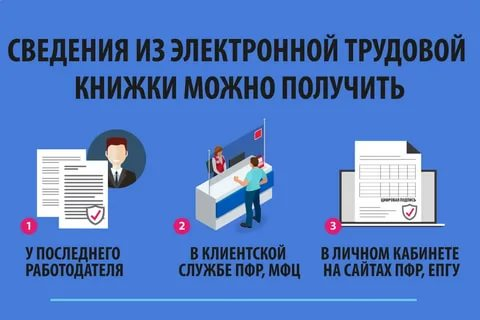 СВЕДЕНИЯ ИЗ ЭЛЕКТРОННОЙ ТРУДОВОЙ
КНИЖКИ МОЖНО ПОЛУЧИТЬ
1
У ПОСЛЕДНЕГО
РАБОТОДАТЕЛЯ
2
В КЛИЕНТСКОЙ
СЛУЖБЕ ПФР, МФЦ
ЦИФРОВАЯ ПОДПИСЬ
3
В ЛИЧНОМ КАБИНЕТЕ
НА САЙТАХ ПФР, ЕПГУ